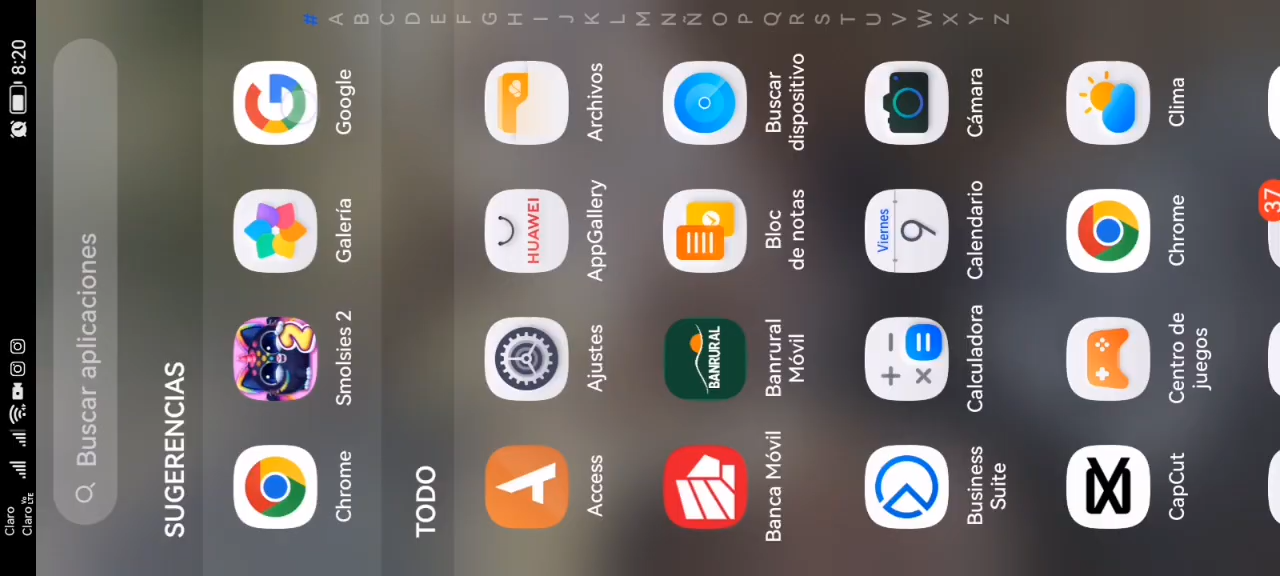 Claro
Claro Vo LTE
8:20
Buscar aplicaciones
SUGERENCIAS
Chrome
Smolsies 2
Galería
Google
TODO
Access
Ajustes
HUAWEI
AppGallery
Archivos
BANRURAL
Banca Móvil
Banrural
Móvil
Bloc
de notas
Buscar
dispositivo
Viernes
9
Business
Suite
Calculadora
Calendario
Cámara
CapCut
Centro de
juegos
Chrome
Clima
37
#
A
B
C
D
E
F
G
H
I
J
K
L
M
N
Ñ
O
P
Q
R
S
T
U
V
W
X
Y
Z